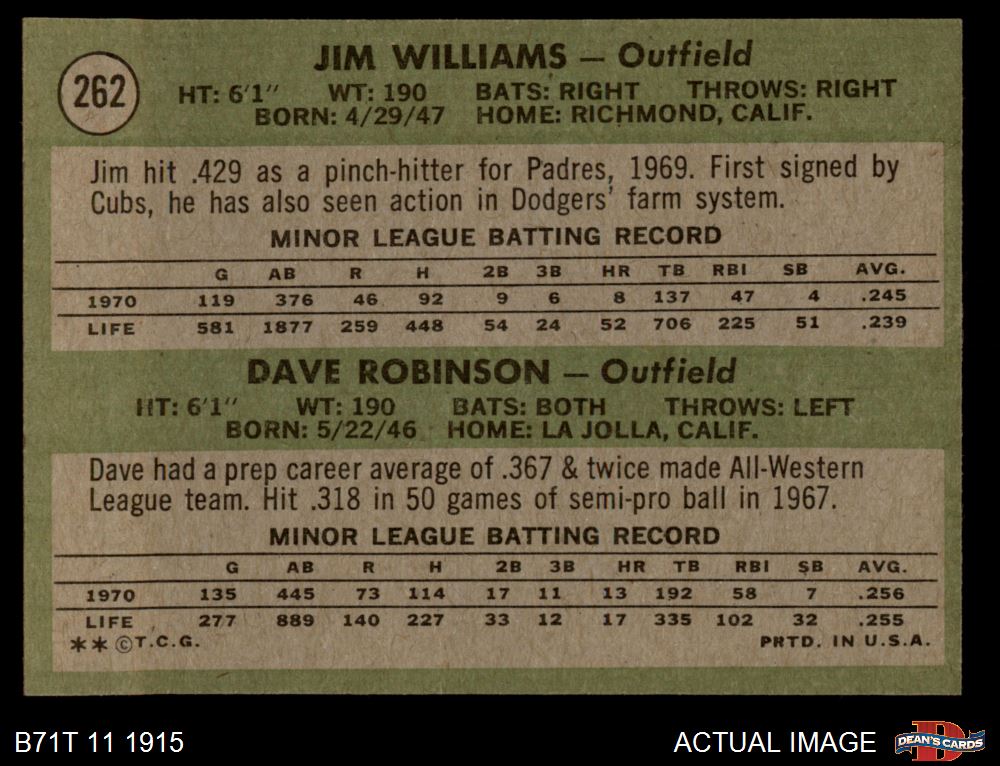 262
JIM WILLIAMS — Outfield
HT: 6'1" WT: 190 BATS: RIGHT THROWS: RIGHT
BORN: 4/29/47 HOME: RICHMOND, CALIF.
Jim hit .429 as a pinch-hitter for Padres, 1969. First signed by
Cubs, he has also seen action in Dodgers' farm system.
MINOR LEAGUE BATTING RECORD
G AB R H 2B 3B HR TB RBI SB AVG.
1970 119 376 46 92 9 6 8 137 47 4 .245
LIFE 581 1877 259 448 54 24 52 706 225 51 .239
DAVE ROBINSON — Outfield
HT: 6'1" WT: 190 BATS: BOTH THROWS: LEFT
BORN: 5/22/46 HOME: LA JOLLA, CALIF.
Dave had a prep career average of .367 & twice made All-Western
League team. Hit .318 in 50 games of semi-pro ball in 1967.
MINOR LEAGUE BATTING RECORD
G AB R H 2B 3B HR TB RBI SB AVG.
1970 135 445 73 114 17 11 13 192 58 7 .256
LIFE 277 889 140 227 33 12 17 335 102 32 .255
** ©T.C.G. PRTD. IN U.S.A.
B71T 11 1915 ACTUAL IMAGE DEAN'S CARDS